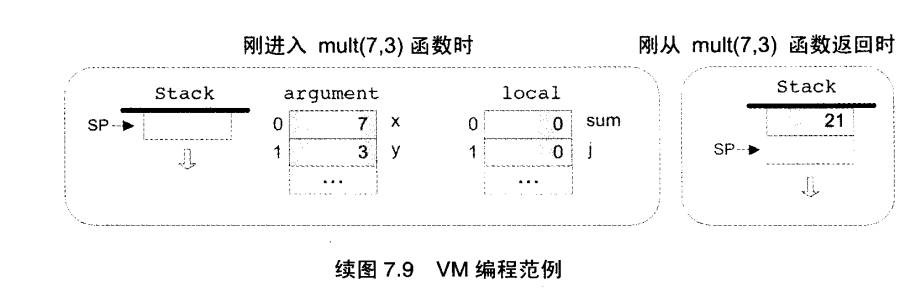 刚进入 mult(7,3) 函数时
刚从 mult(7,3) 函数返回时
Stack
argument
local
SP
0 7 x
1 3 y
...
0 0 sum
1 0 j
...
Stack
21
SP
续图 7.9 VM 编程范例